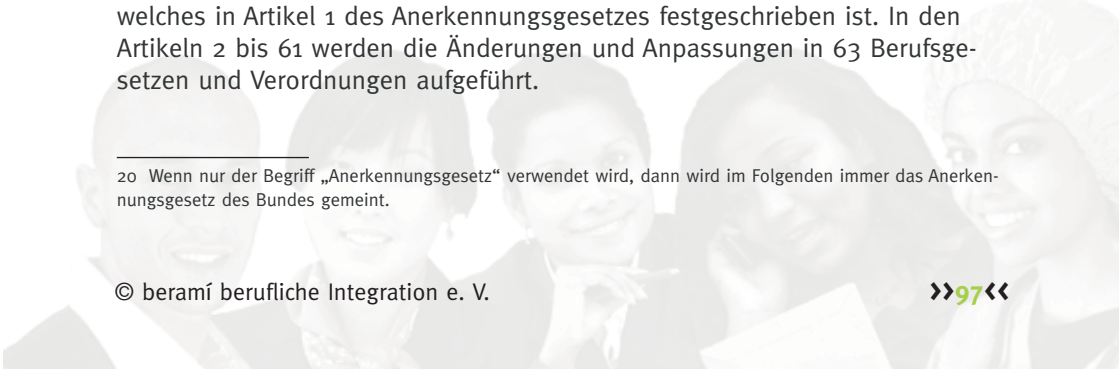 welches in Artikel 1 des Anerkennungsgesetzes festgeschrieben ist. In den
Artikeln 2 bis 61 werden die Änderungen und Anpassungen in 63 Berufsge-
setzen und Verordnungen aufgeführt.
20 Wenn nur der Begriff „Anerkennungsgesetz“ verwendet wird, dann wird im Folgenden immer das Anerken-
nungsgesetz des Bundes gemeint.
© beramí berufliche Integration e. V. ››97‹‹